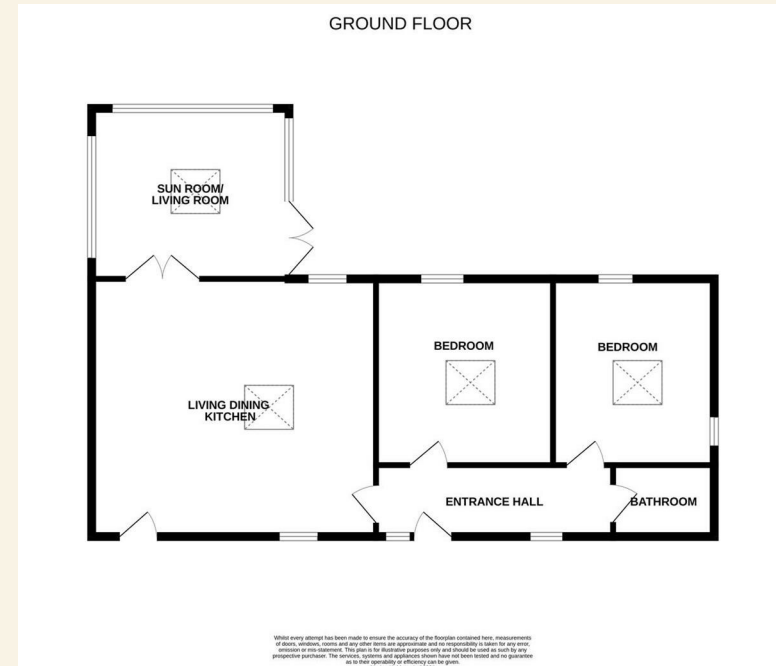 GROUND FLOOR
SUN ROOM/
LIVING ROOM
BEDROOM
BEDROOM
LIVING DINING
KITCHEN
ENTRANCE HALL
BATHROOM
Whilst every attempt has been made to ensure the accuracy of the floorplan contained here, measurements
of doors, windows, rooms and any other items are approximate and no responsibility is taken for any error,
omission or mis-statement. This plan is for illustrative purposes only and should be used as such by any
prospective purchaser. The services, systems and appliances shown have not been tested and no guarantee
as to their operability or efficiency can be given.